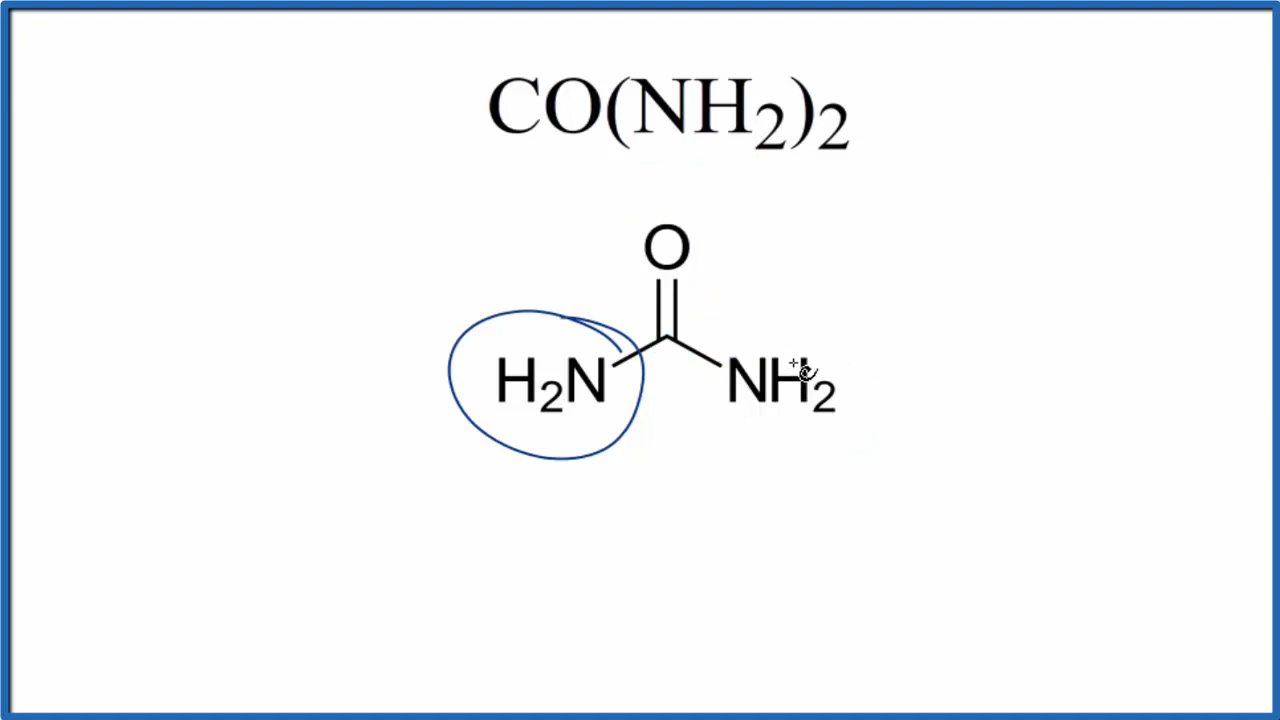 CO(NH₂)₂
O
H₂N NH₂